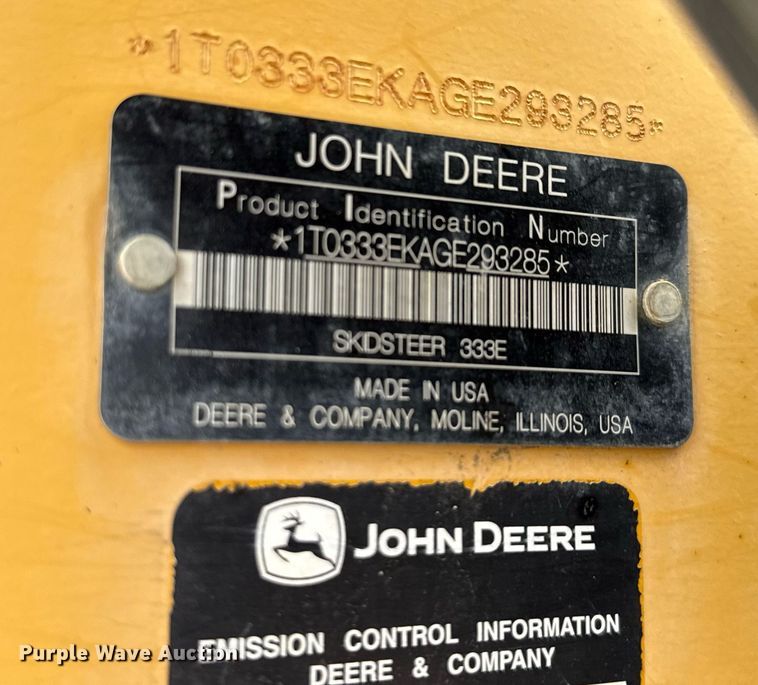 *1T0333EKAGE293285*
JOHN DEERE
Product Identification Number
*1T0333EKAGE293285*
SKIDSTEER 333E
MADE IN USA
DEERE & COMPANY, MOLINE, ILLINOIS, USA
JOHN DEERE
EMISSION CONTROL INFORMATION
DEERE & COMPANY
Purple Wave Auction